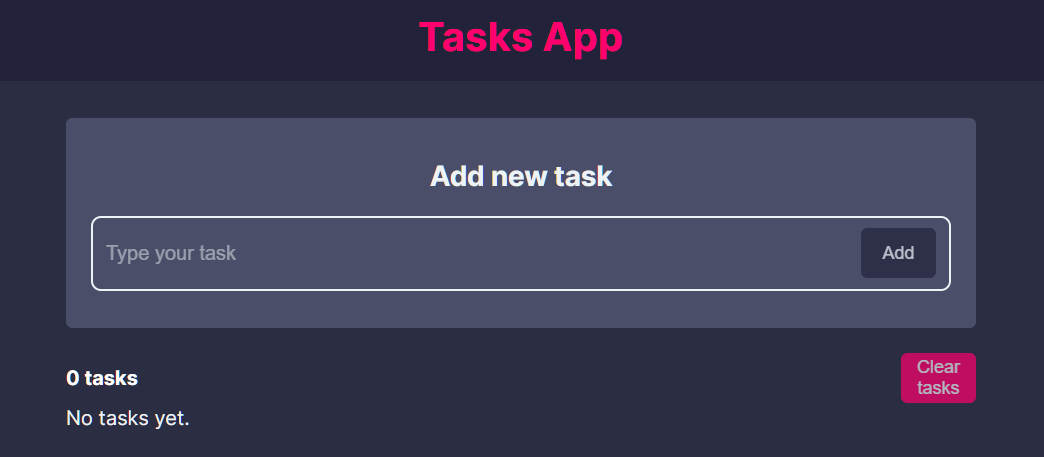 Tasks App
Add new task
Type your task
Add
0 tasks
Clear
tasks
No tasks yet.